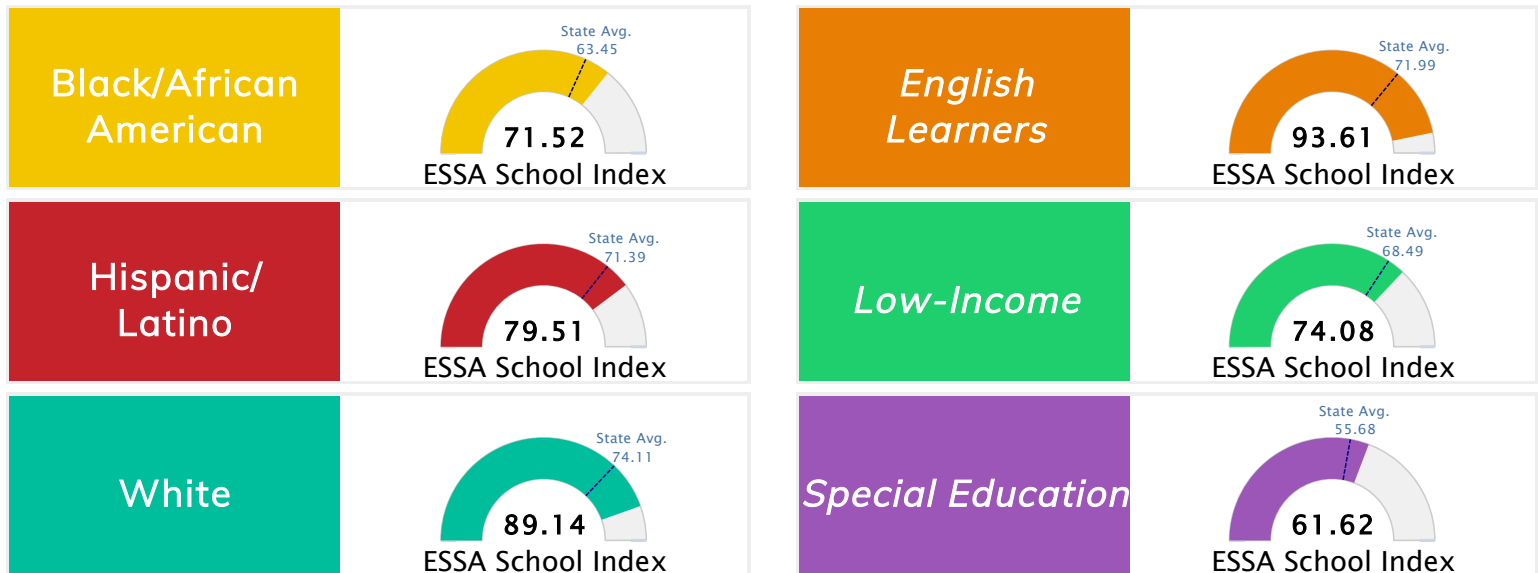 Black/African
American
State Avg.
63.45
71.52
ESSA School Index
English
Learners
State Avg.
71.99
93.61
ESSA School Index
Hispanic/
Latino
State Avg.
71.39
79.51
ESSA School Index
Low-Income
State Avg.
68.49
74.08
ESSA School Index
White
State Avg.
74.11
89.14
ESSA School Index
Special Education
State Avg.
55.68
61.62
ESSA School Index